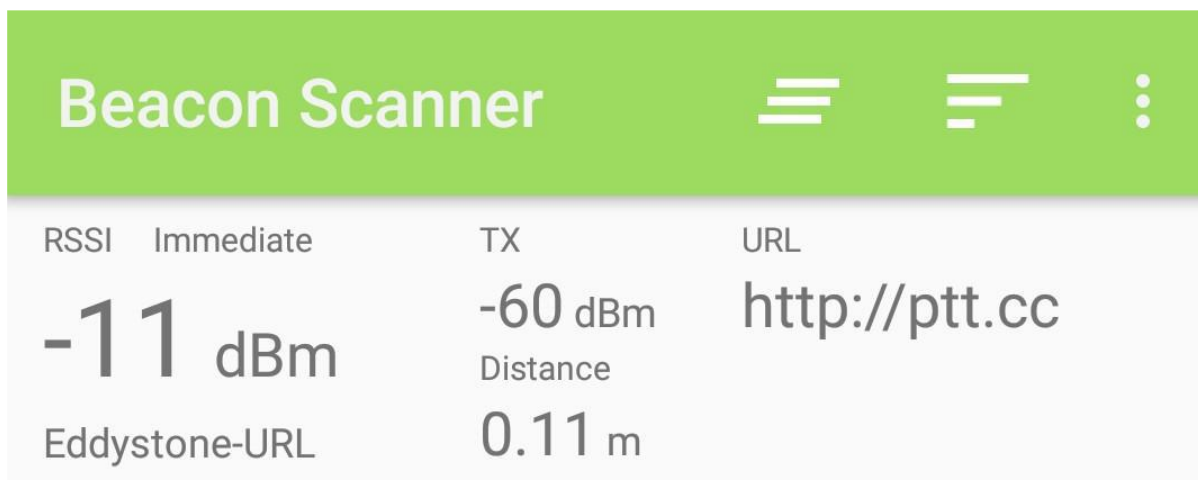 Beacon Scanner
RSSI Immediate
-11 dBm
Eddystone-URL
TX
-60 dBm
Distance
0.11 m
URL
http://ptt.cc